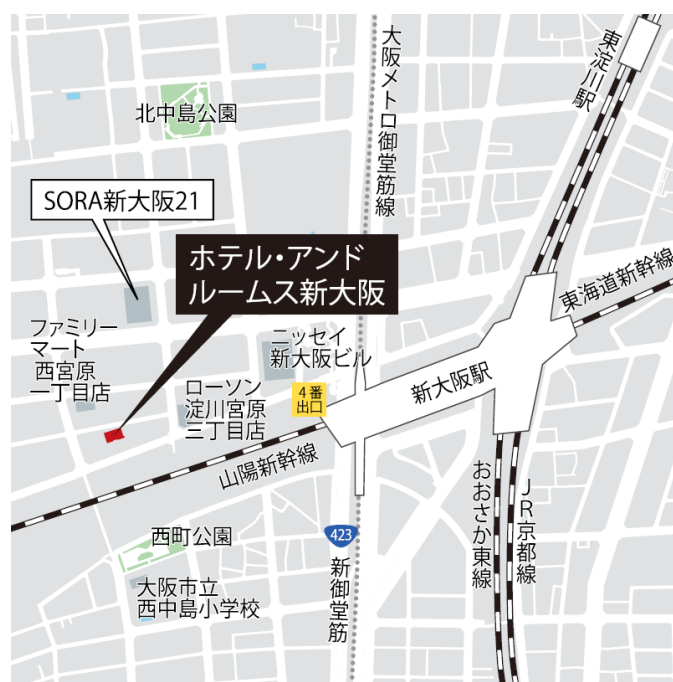 東淀川駅
大阪メトロ御堂筋線
北中島公園
SORA新大阪21
ホテル・アンド
ルームス新大阪
東海道新幹線
ファミリー
マート
西宮原
一丁目店
ニッセイ
新大阪ビル
ローソン
淀川宮原
三丁目店
4番
出口
新大阪駅
山陽新幹線
おおさか東線
JR京都線
西町公園
423
新御堂筋
大阪市立
西中島小学校